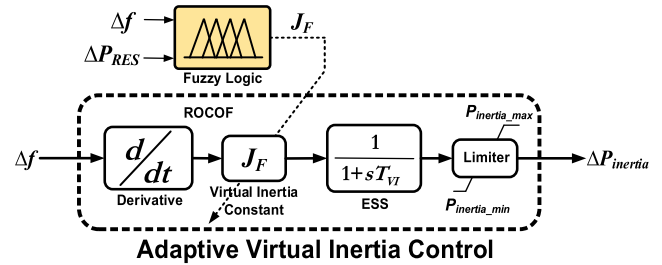 Δf
J_F
ΔP_RES
Fuzzy Logic
ROCOF
P_inertia_max
Δf
d/dt
J_F
1
1+sT_VI
Limiter
ΔP_inertia
Derivative
Virtual Inertia
Constant
ESS
P_inertia_min
Adaptive Virtual Inertia Control